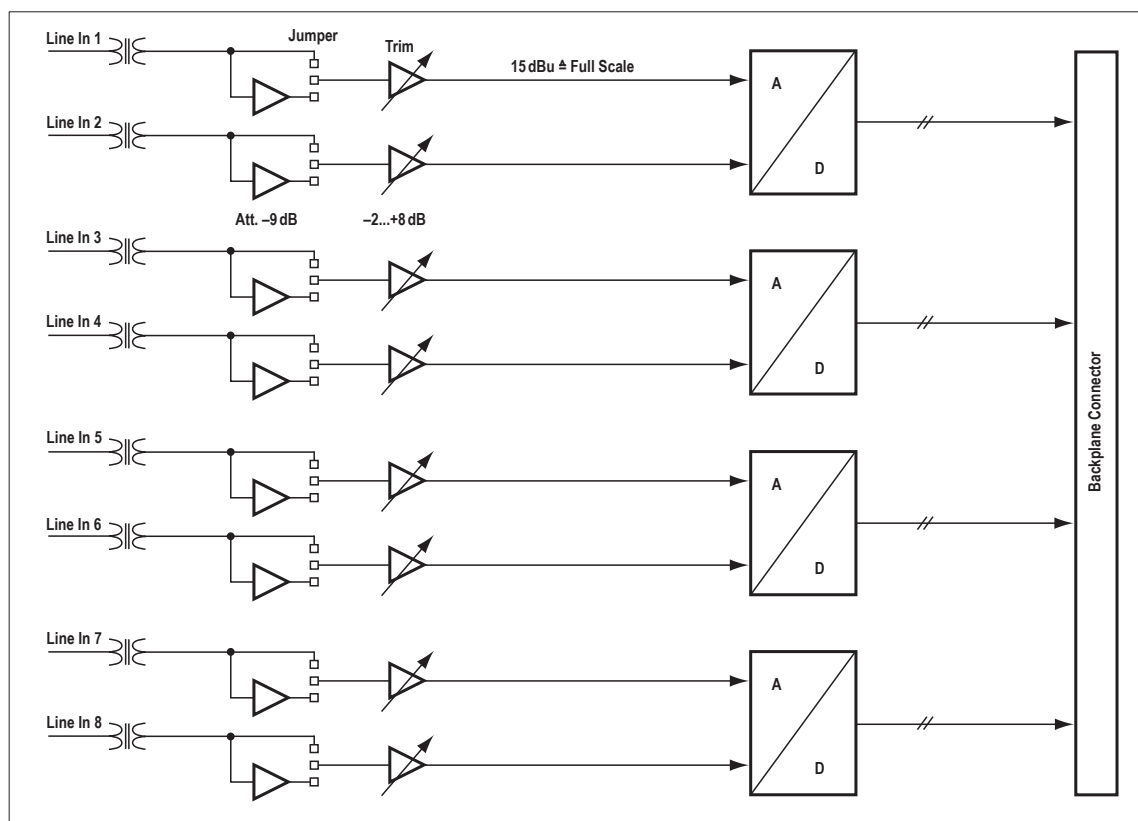 Line In 1
Jumper
Trim
15 dBu ≙ Full Scale
A
D
Line In 2
Att. –9 dB
–2...+8 dB
Line In 3
A
D
Line In 4
Backplane Connector
Line In 5
A
D
Line In 6
Line In 7
A
D
Line In 8